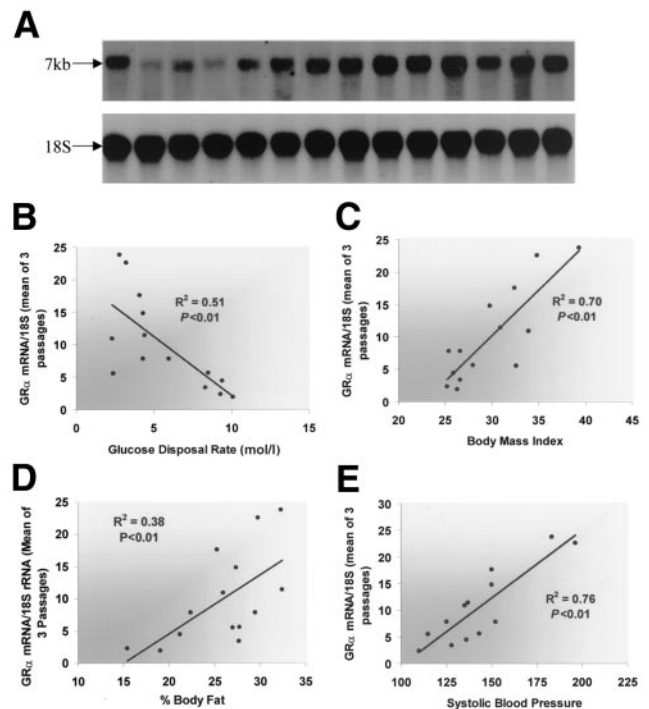 A
7kb
18S
B
GRα mRNA/18S (mean of 3
passages)
25
20
15
10
5
0
R² = 0.51
P<0.01
0 5 10 15
Glucose Disposal Rate (mol/l)
C
GRα mRNA/18S (mean of 3
passages)
25
20
15
10
5
0
R² = 0.70
P<0.01
20 25 30 35 40 45
Body Mass Index
D
GRα mRNA/18S rRNA (Mean of
3 Passages)
25
20
15
10
5
0
R² = 0.38
P<0.01
10 15 20 25 30 35
% Body Fat
E
GRα mRNA/18S (mean of 3
passages)
30
25
20
15
10
5
0
R² = 0.76
P<0.01
100 125 150 175 200 225
Systolic Blood Pressure